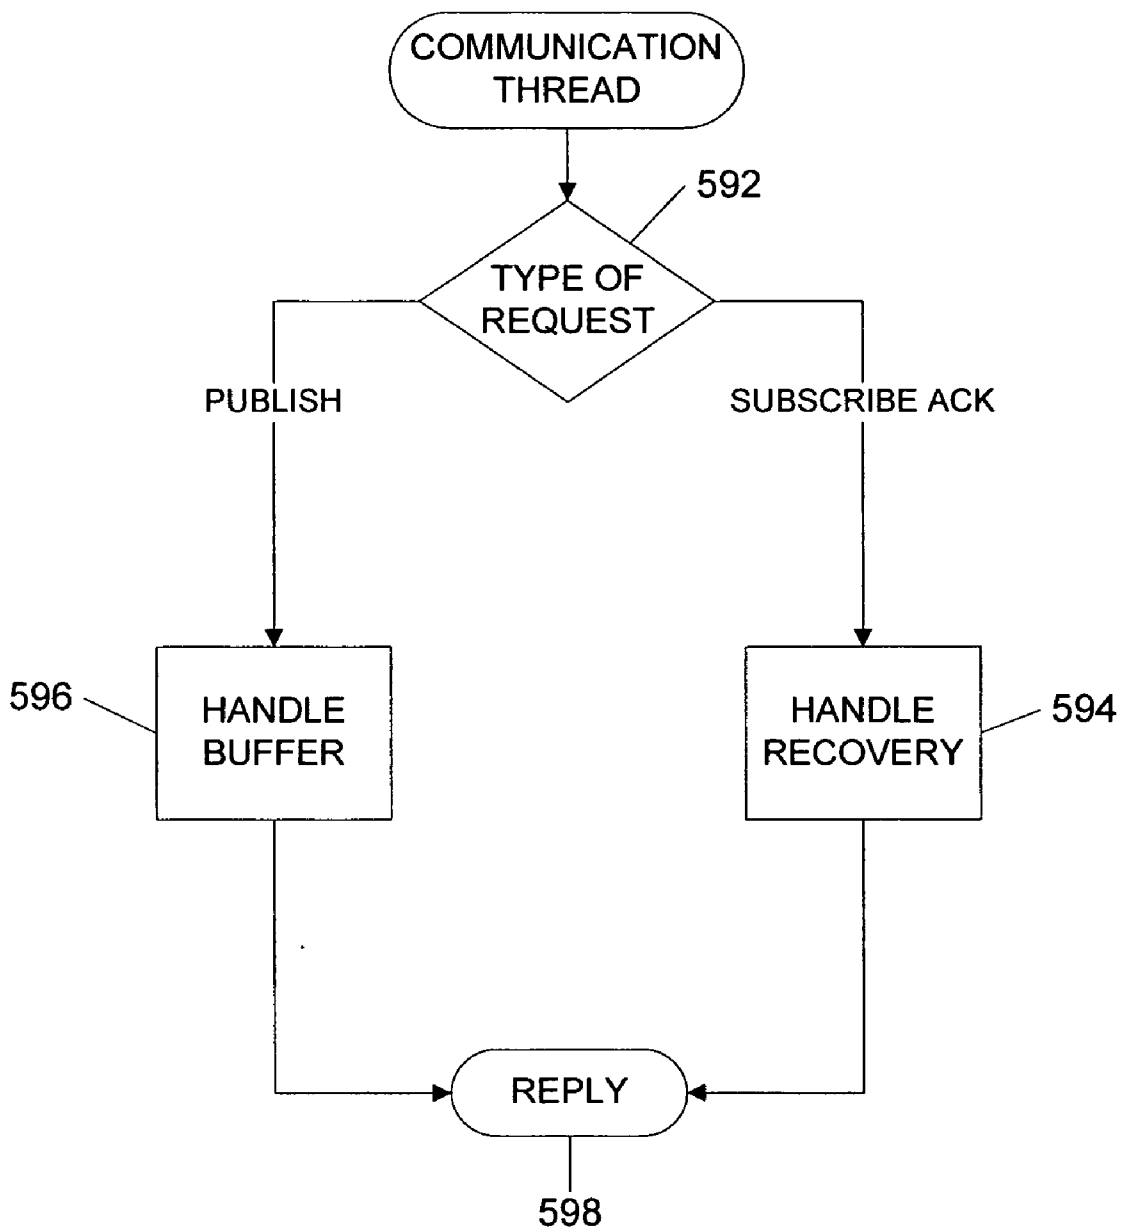 COMMUNICATION
THREAD
592
TYPE OF
REQUEST
PUBLISH
SUBSCRIBE ACK
596
HANDLE
BUFFER
HANDLE
RECOVERY
594
REPLY
598